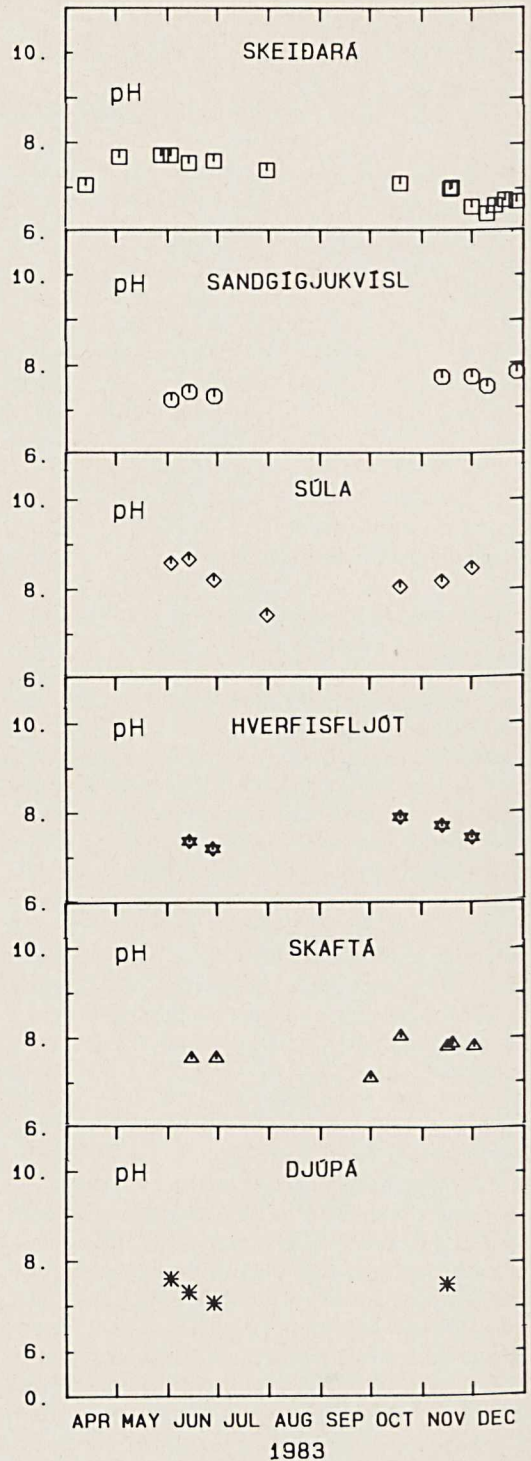 10.
SKEIÐARÁ
pH
8.
6.
10.
pH
SANDGÍGJUKVÍSL
8.
6.
10.
SÚLA
pH
8.
6.
10.
pH
HVERFISFLJÓT
8.
6.
10.
pH
SKAFTÁ
8.
6.
10.
pH
DJÚPÁ
8.
6.
0.
APR MAY JUN JUL AUG SEP OCT NOV DEC
1983